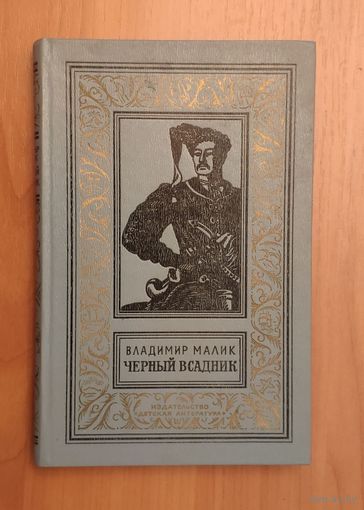 ВЛАДИМИР МАЛИК
ЧЕРНЫЙ ВСАДНИК
ИЗДАТЕЛЬСТВО
«ДЕТСКАЯ ЛИТЕРАТУРА»